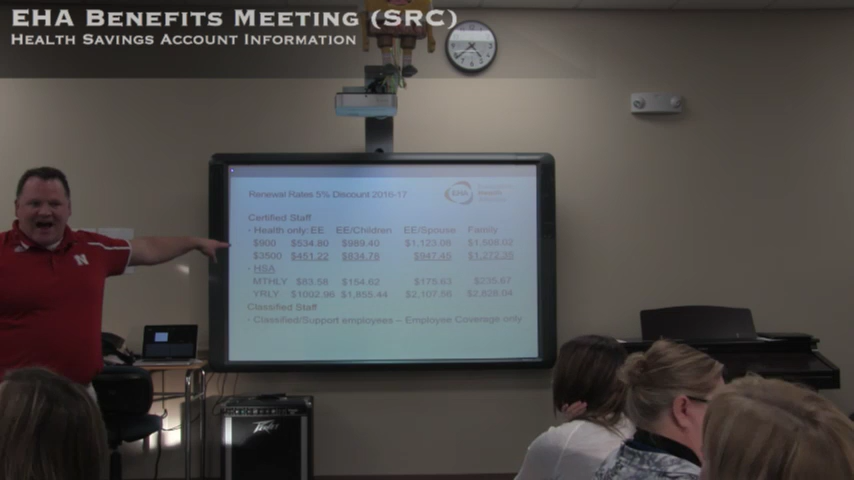 EHA Benefits Meeting (SRC)
Health Savings Account Information
Renewal Rates 5% Discount 2016-17
EHA
Certified Staff
- Health only: EE EE/Children EE/Spouse Family
$900 $534.80 $989.40 $1,123.08 $1,508.02
$3500 $451.22 $834.78 $947.45 $1,272.35
- HSA
MTHLY $83.58 $154.62 $175.63 $235.67
YRLY $1002.96 $1,855.44 $2,107.56 $2,828.04
Classified Staff
- Classified/Support employees – Employee Coverage only
N
PEAVEY